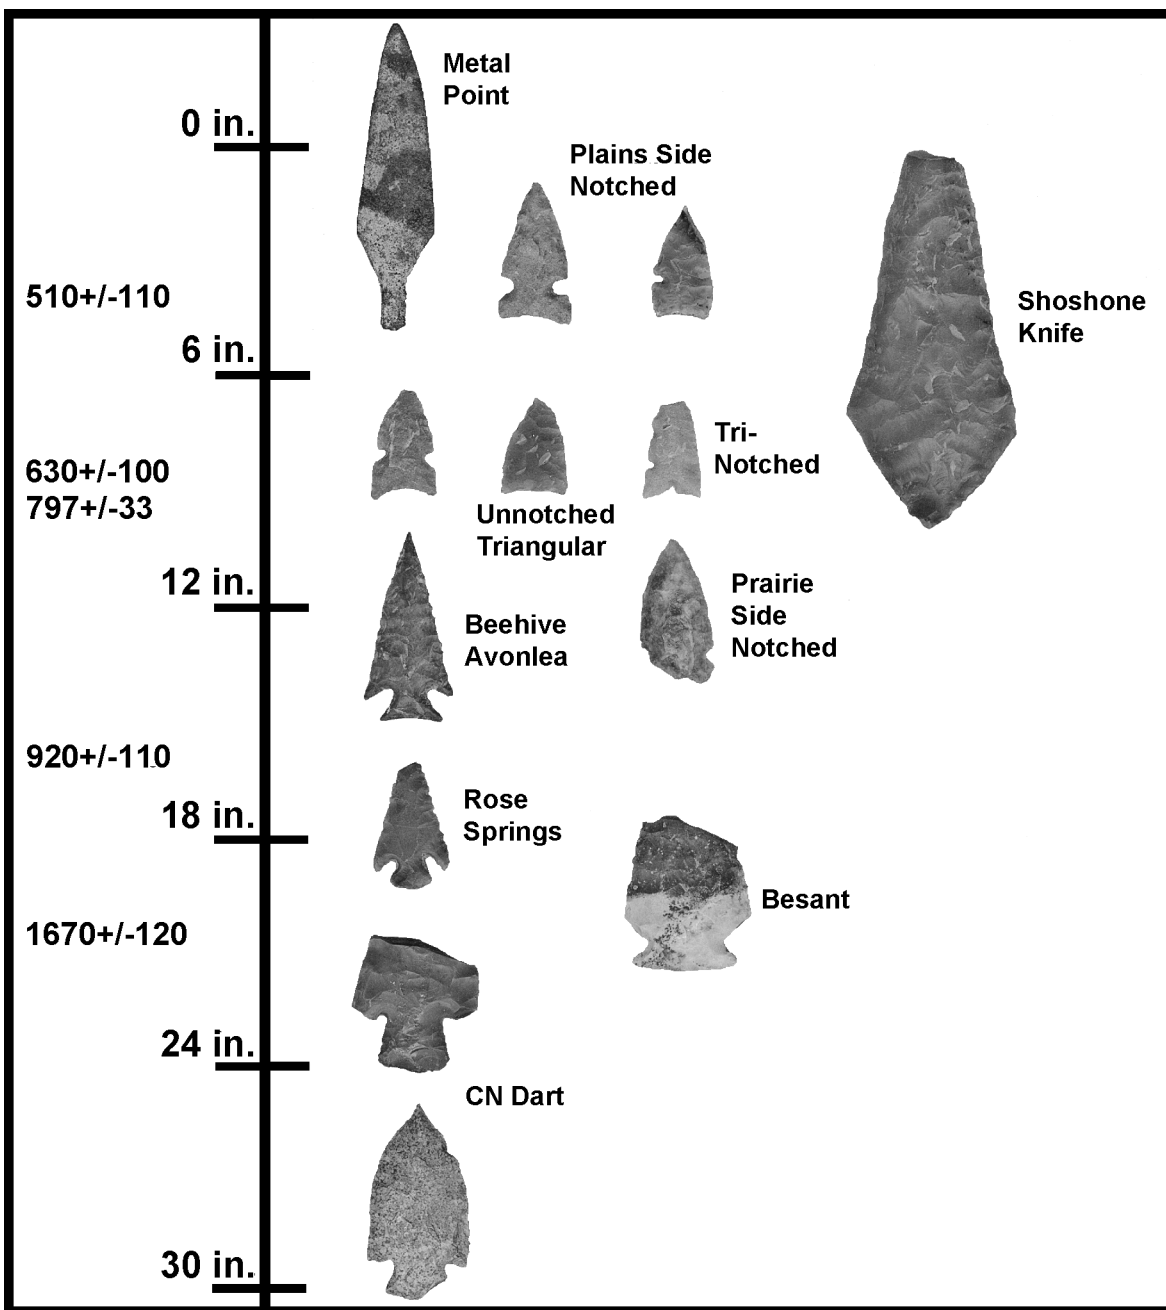 Metal
Point
0 in.
Plains Side
Notched
510+/-110
Shoshone
Knife
6 in.
Tri-
Notched
630+/-100
797+/-33
Unnotched
Triangular
12 in.
Prairie
Side
Notched
Beehive
Avonlea
920+/-110
18 in.
Rose
Springs
Besant
1670+/-120
24 in.
CN Dart
30 in.